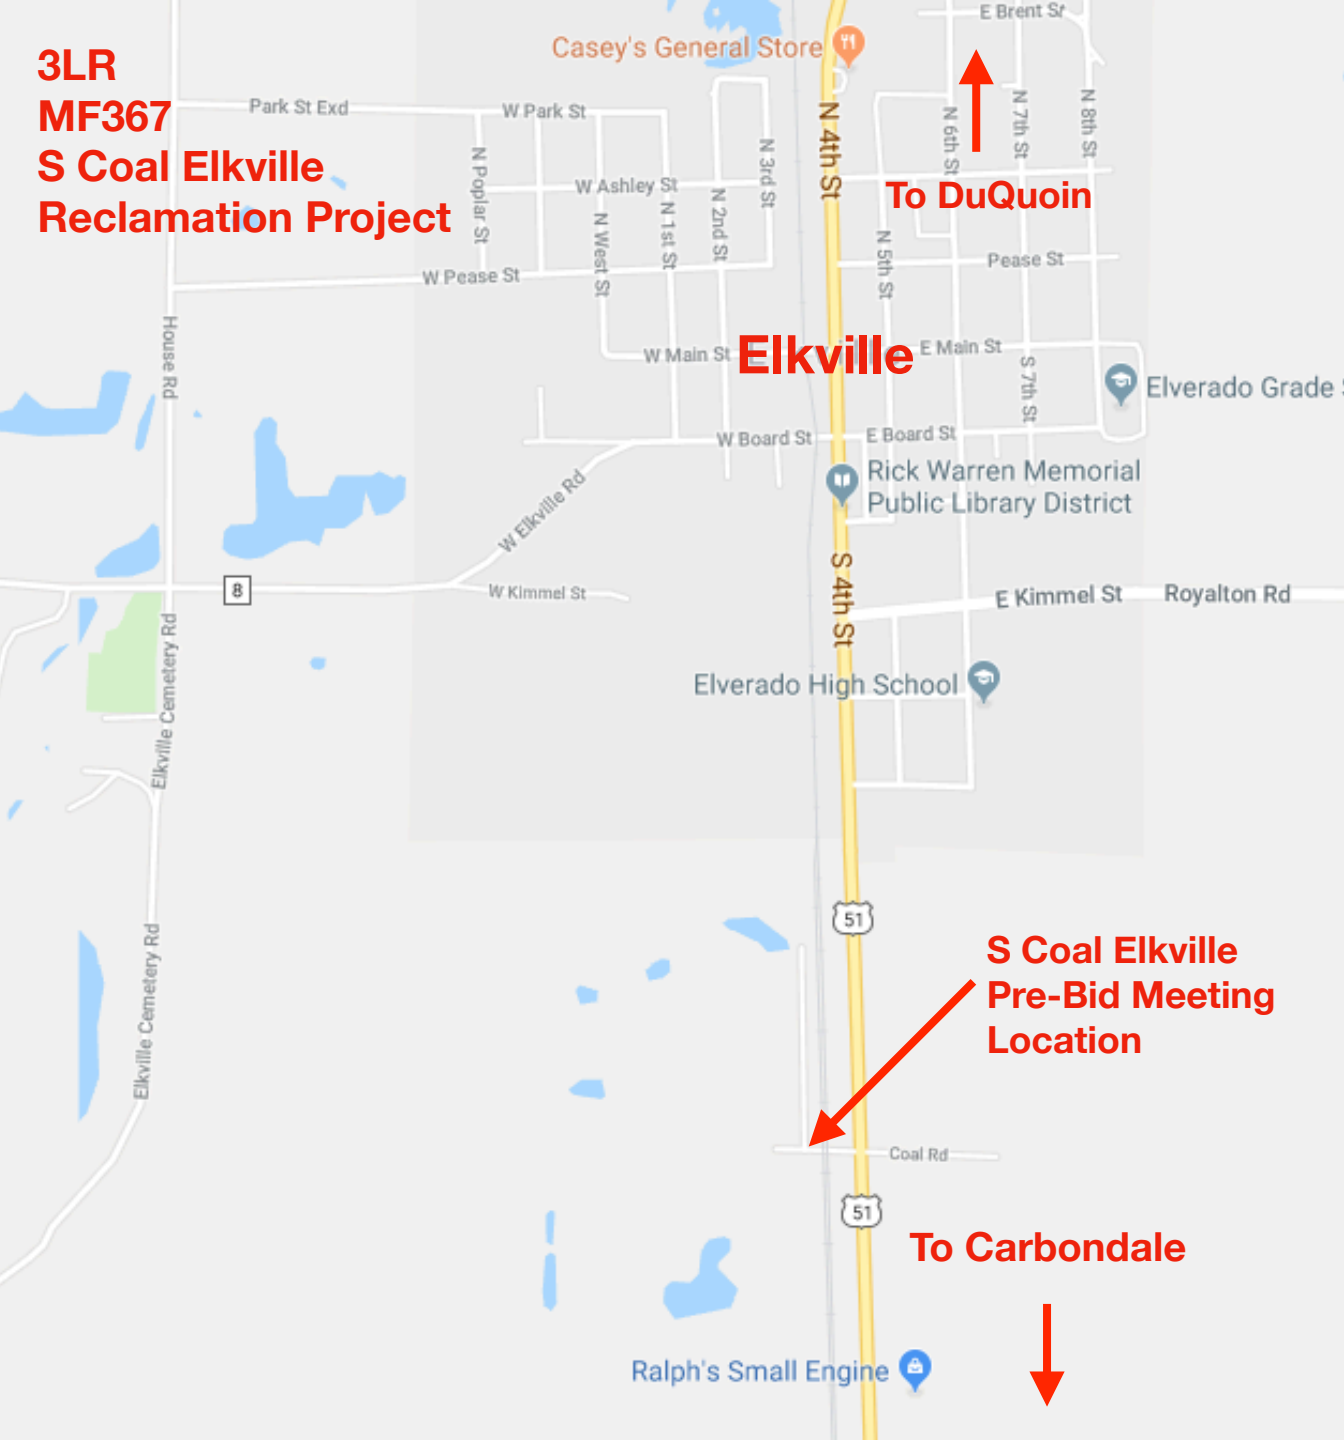 E Brent St
Casey's General Store
3LR
MF367
S Coal Elkville
Reclamation Project
Park St Exd
W Park St
N 4th St
N 6th St
N 7th St
N 8th St
N Poplar St
W Ashley St
N 3rd St
To DuQuoin
N West St
N 1st St
N 2nd St
N 5th St
Pease St
W Pease St
House Rd
W Main St
Elkville
E Main St
S 7th St
Elverado Grade S
W Board St
E Board St
Rick Warren Memorial
Public Library District
W Elkville Rd
8
W Kimmel St
S 4th St
E Kimmel St
Royalton Rd
Elkville Cemetery Rd
Elverado High School
51
Elkville Cemetery Rd
S Coal Elkville
Pre-Bid Meeting
Location
Coal Rd
51
To Carbondale
Ralph's Small Engine